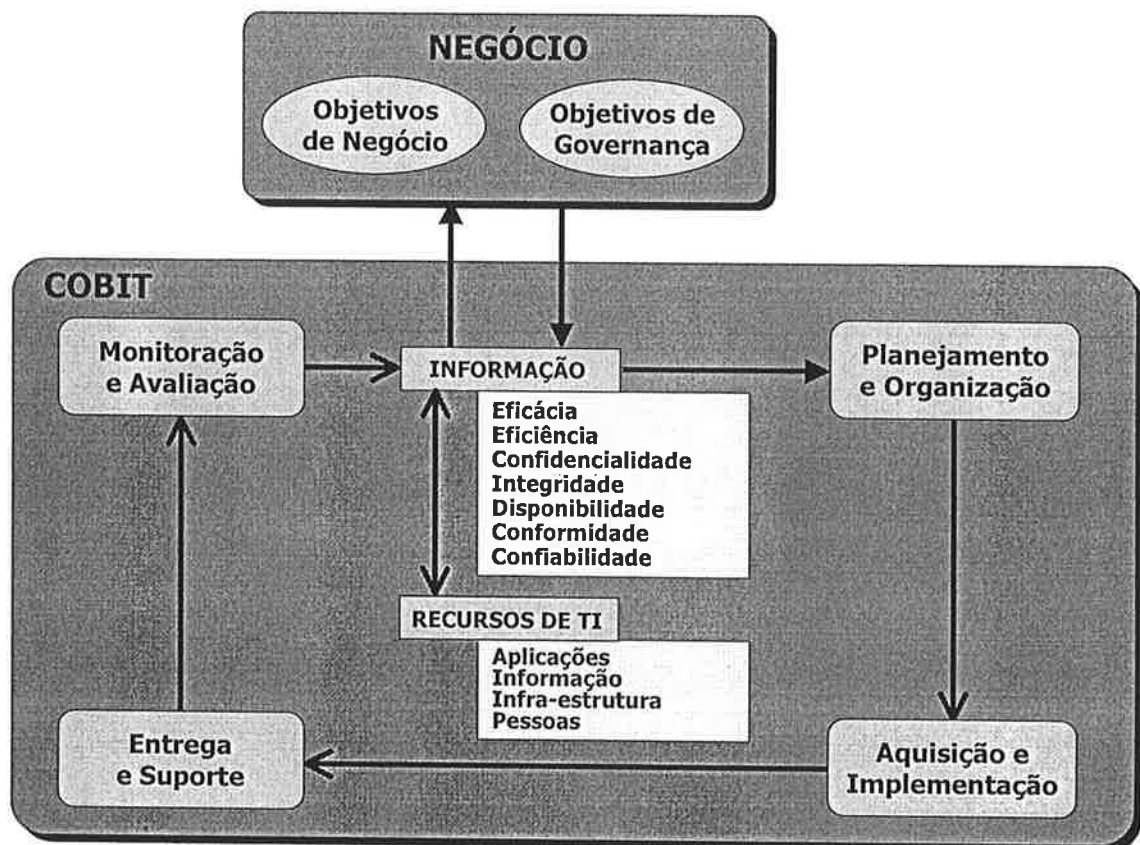 NEGÓCIO
Objetivos
de Negócio
Objetivos de
Governança
COBIT
Monitoração
e Avaliação
INFORMAÇÃO
Planejamento
e Organização
Eficácia
Eficiência
Confidencialidade
Integridade
Disponibilidade
Conformidade
Confiabilidade
RECURSOS DE TI
Aplicações
Informação
Infra-estrutura
Pessoas
Entrega
e Suporte
Aquisição e
Implementação